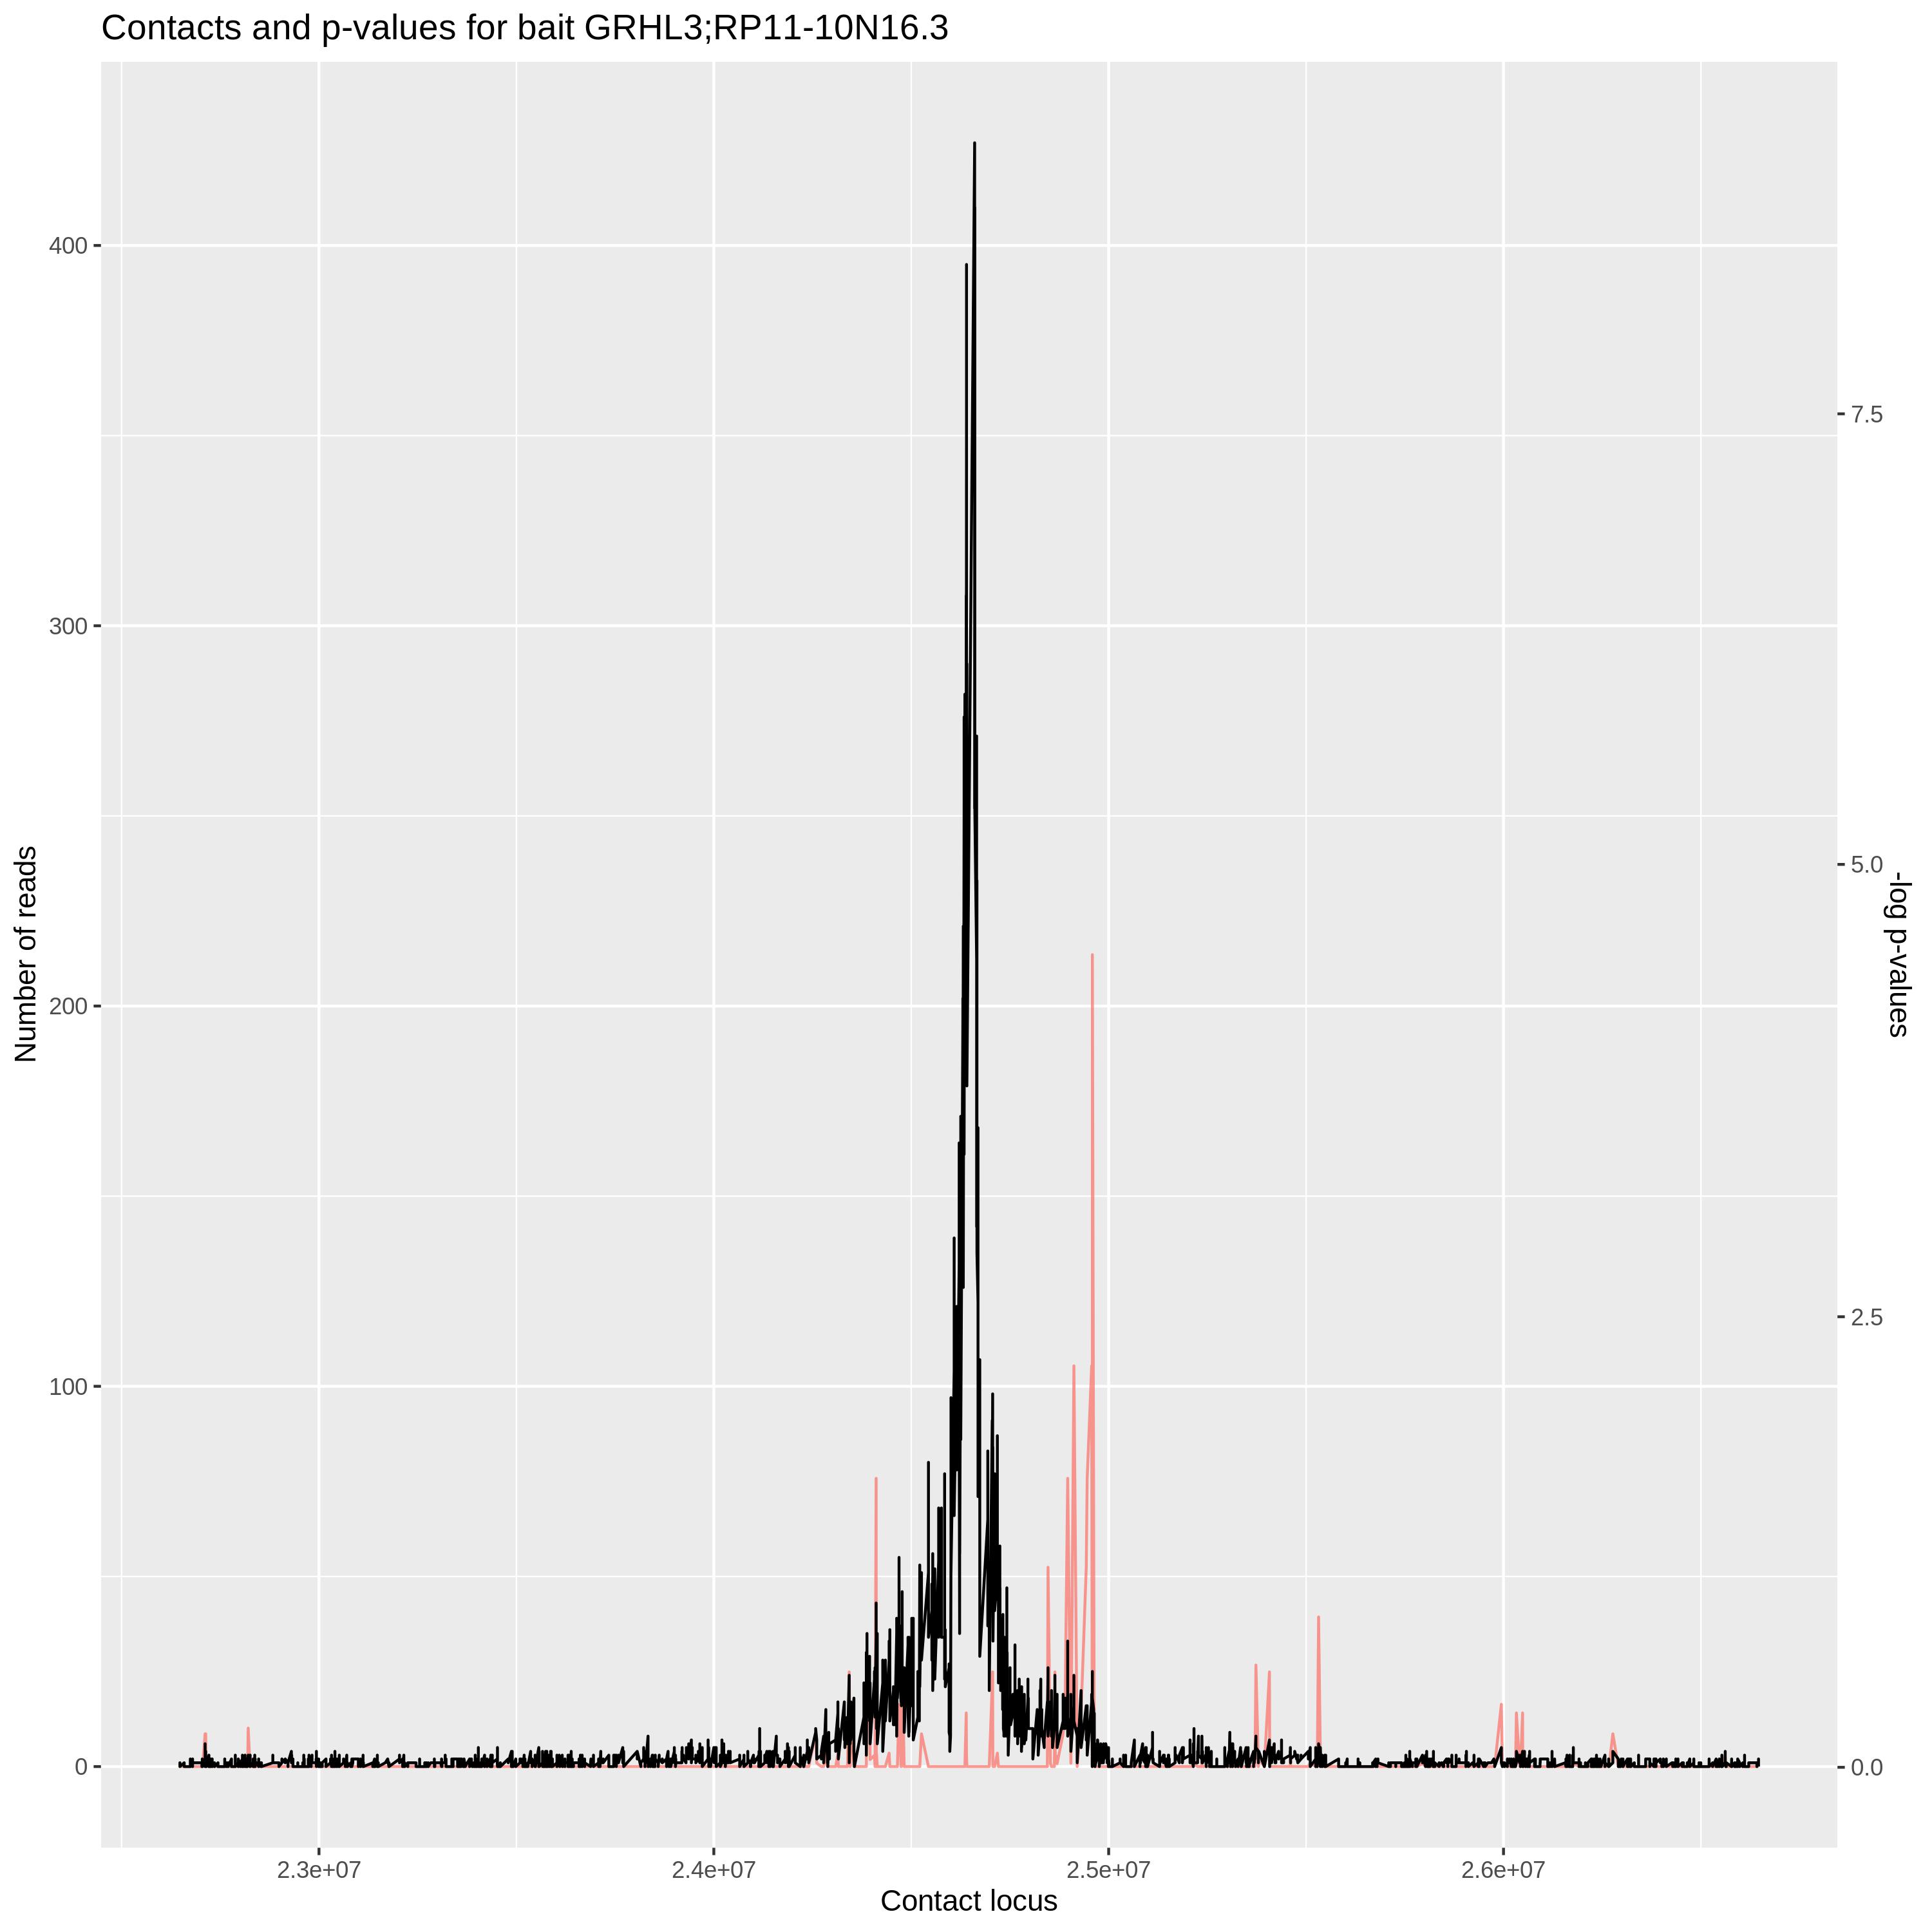 Contacts and p-values for bait GRHL3;RP11-10N16.3
400
300
200
100
0
Number of reads
7.5
5.0
2.5
0.0
-log p-values
2.3e+07
2.4e+07
2.5e+07
2.6e+07
Contact locus